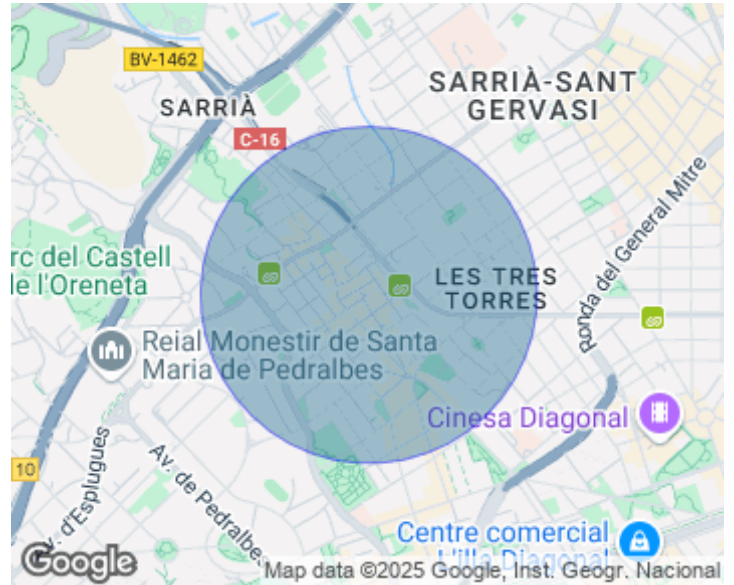 BV-1462
SARRIÀ
SARRIÀ-SANT
GERVASI
C-16
Ronda del General Mitre
rc del Castell
le l'Oreneta
LES TRES
TORRES
Reial Monestir de Santa
Maria de Pedralbes
Cinesa Diagonal
10
Av. d'Esplugues
Av. de Pedralbes
Centre comercial
L'illa Diagonal
Google
Map data ©2025 Google, Inst. Geogr. Nacional